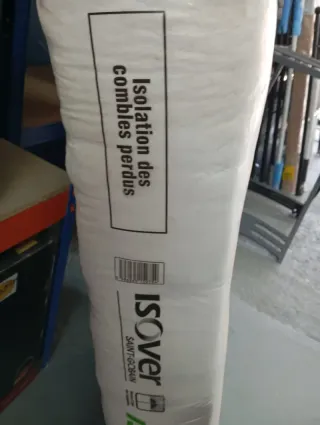 Isolation des
combles perdus
ISOVER
SAINT-GOBAIN